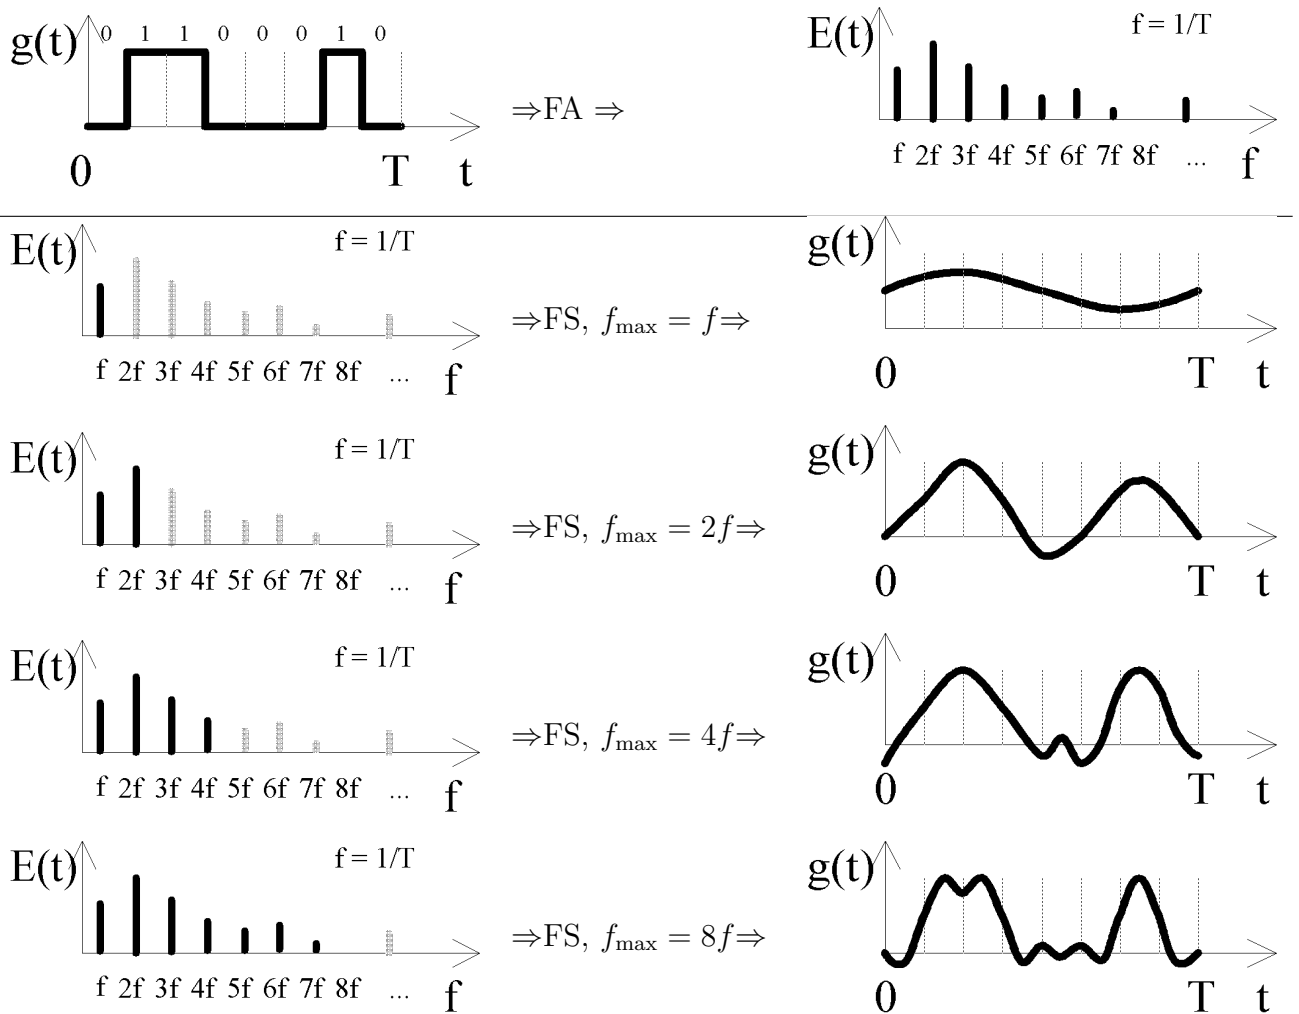 g(t) 0 1 1 0 0 0 1 0
0 T t
⇒FA ⇒
E(t) f = 1/T
f 2f 3f 4f 5f 6f 7f 8f ... f
E(t) f = 1/T
f 2f 3f 4f 5f 6f 7f 8f ... f
⇒FS, f_max = f⇒
g(t)
0 T t
E(t) f = 1/T
f 2f 3f 4f 5f 6f 7f 8f ... f
⇒FS, f_max = 2f⇒
g(t)
0 T t
E(t) f = 1/T
f 2f 3f 4f 5f 6f 7f 8f ... f
⇒FS, f_max = 4f⇒
g(t)
0 T t
E(t) f = 1/T
f 2f 3f 4f 5f 6f 7f 8f ... f
⇒FS, f_max = 8f⇒
g(t)
0 T t